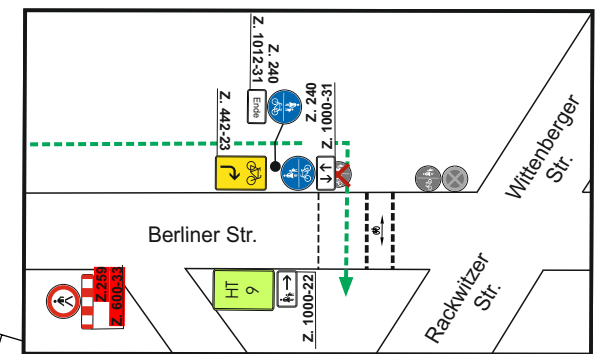 Z. 1012-31
Z. 240
Ende
Z. 240
Z. 1000-31
Z. 442-23
Wittenberger
Str.
Berliner Str.
Rackwitzer
Str.
HT
9
Z. 1000-22
Z.259
Z. 600-33